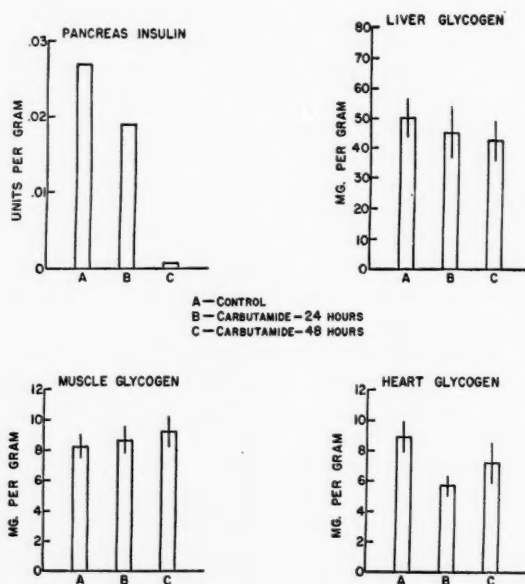 PANCREAS INSULIN
UNITS PER GRAM
.03
.02
.01
0
A B C
LIVER GLYCOGEN
MG. PER GRAM
80
70
60
50
40
30
20
10
0
A B C
A—CONTROL
B—CARBUTAMIDE—24 HOURS
C—CARBUTAMIDE—48 HOURS
MUSCLE GLYCOGEN
MG. PER GRAM
12
10
8
6
4
2
0
A B C
HEART GLYCOGEN
MG. PER GRAM
12
10
8
6
4
2
0
A B C